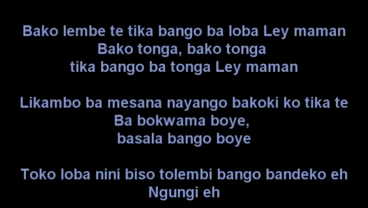 Bako lembe te tika bango ba loba Ley maman
Bako tonga, bako tonga
tika bango ba tonga Ley maman
Likambo ba mesana nayango bakoki ko tika te
Ba bokwama boye,
basala bango boye
Toko loba nini biso tolembi bango bandeko eh
Ngungi eh